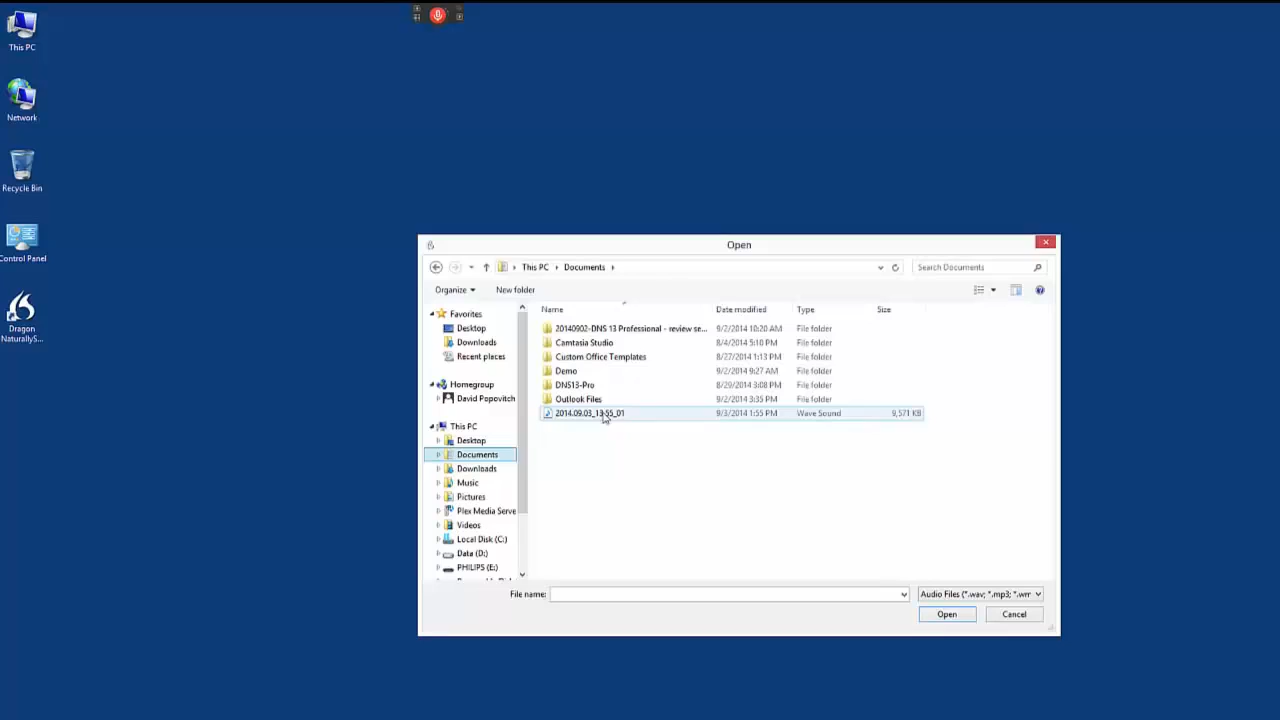 This PC
Network
Recycle Bin
Control Panel
Dragon
NaturallyS...
Open
This PC Documents
Search Documents
Organize New folder
Favorites
Desktop
Downloads
Recent places
Homegroup
David Popovitch
This PC
Desktop
Documents
Downloads
Music
Pictures
Plex Media Serve
Videos
Local Disk (C:)
Data (D:)
PHILIPS (E:)
Name Date modified Type Size
20140902-DNS 13 Professional - review se... 9/2/2014 10:20 AM File folder
Camtasia Studio 8/4/2014 5:10 PM File folder
Custom Office Templates 8/27/2014 1:13 PM File folder
Demo 9/2/2014 9:27 AM File folder
DNS13-Pro 8/29/2014 3:08 PM File folder
Outlook Files 9/2/2014 3:35 PM File folder
2014.09.03_13_55_01 9/3/2014 1:55 PM Wave Sound 9,571 KB
File name:
Audio Files (*.wav; *.mp3; *.wm
Open Cancel